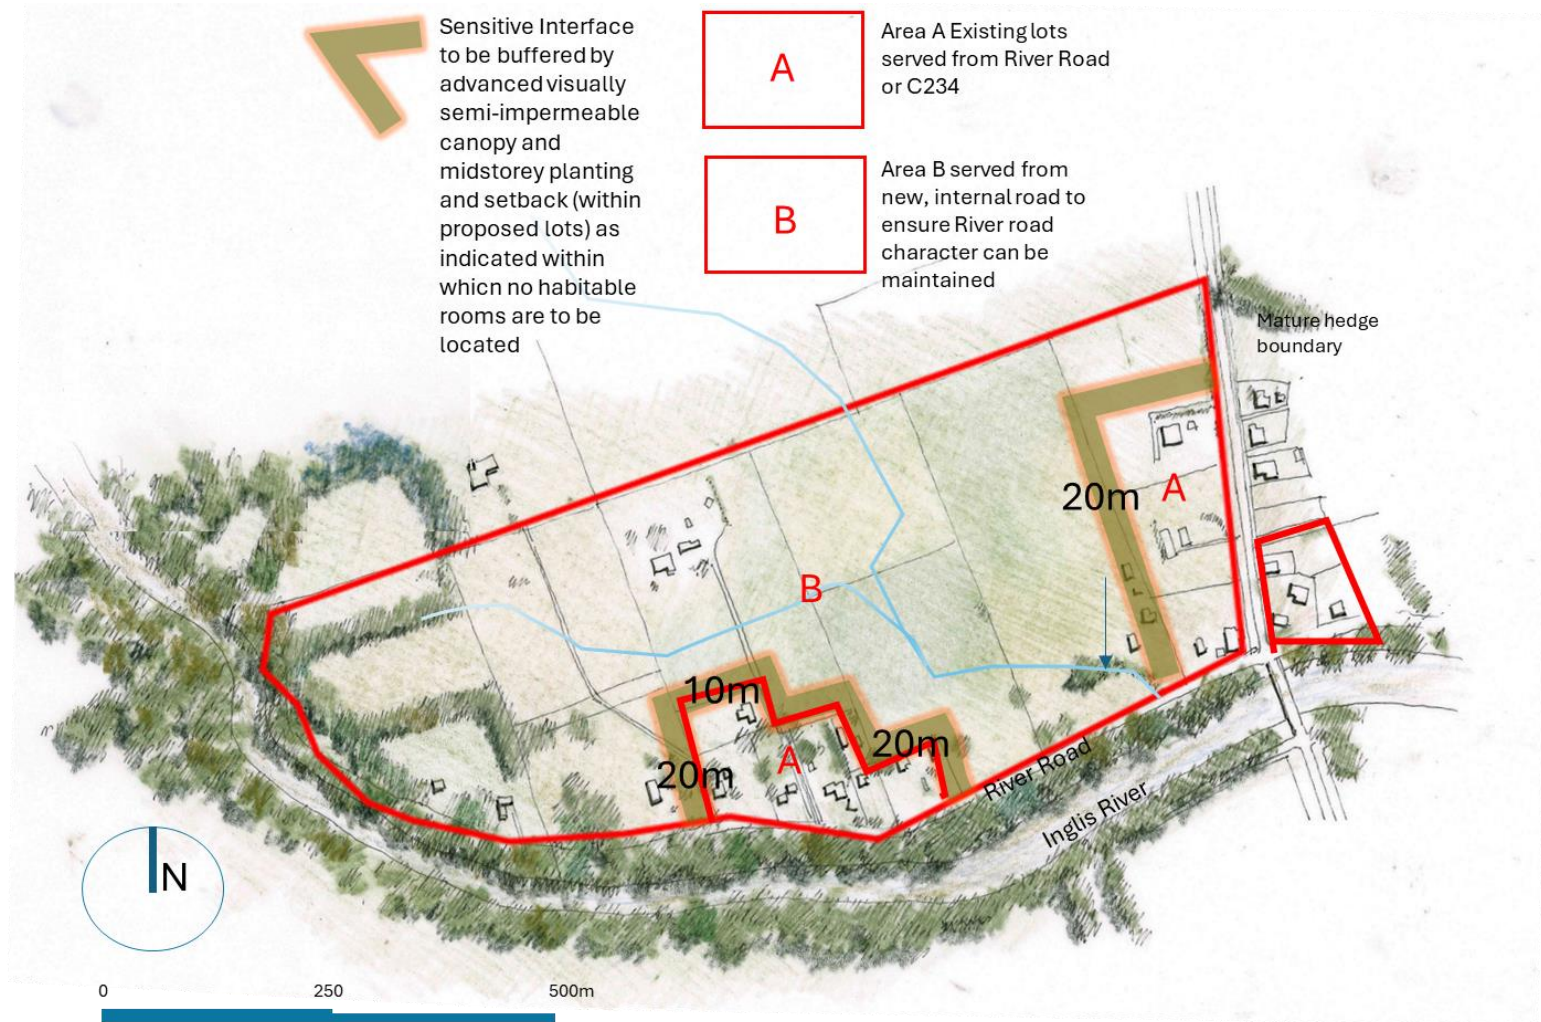 Sensitive Interface
to be buffered by
advanced visually
semi-impermeable
canopy and
midstorey planting
and setback (within
proposed lots) as
indicated within
whicn no habitable
rooms are to be
located
A
Area A Existing lots
served from River Road
or C234
B
Area B served from
new, internal road to
ensure River road
character can be
maintained
Mature hedge
boundary
20m
A
B
10m
20m
A
20m
River Road
Inglis River
N
0 250 500m